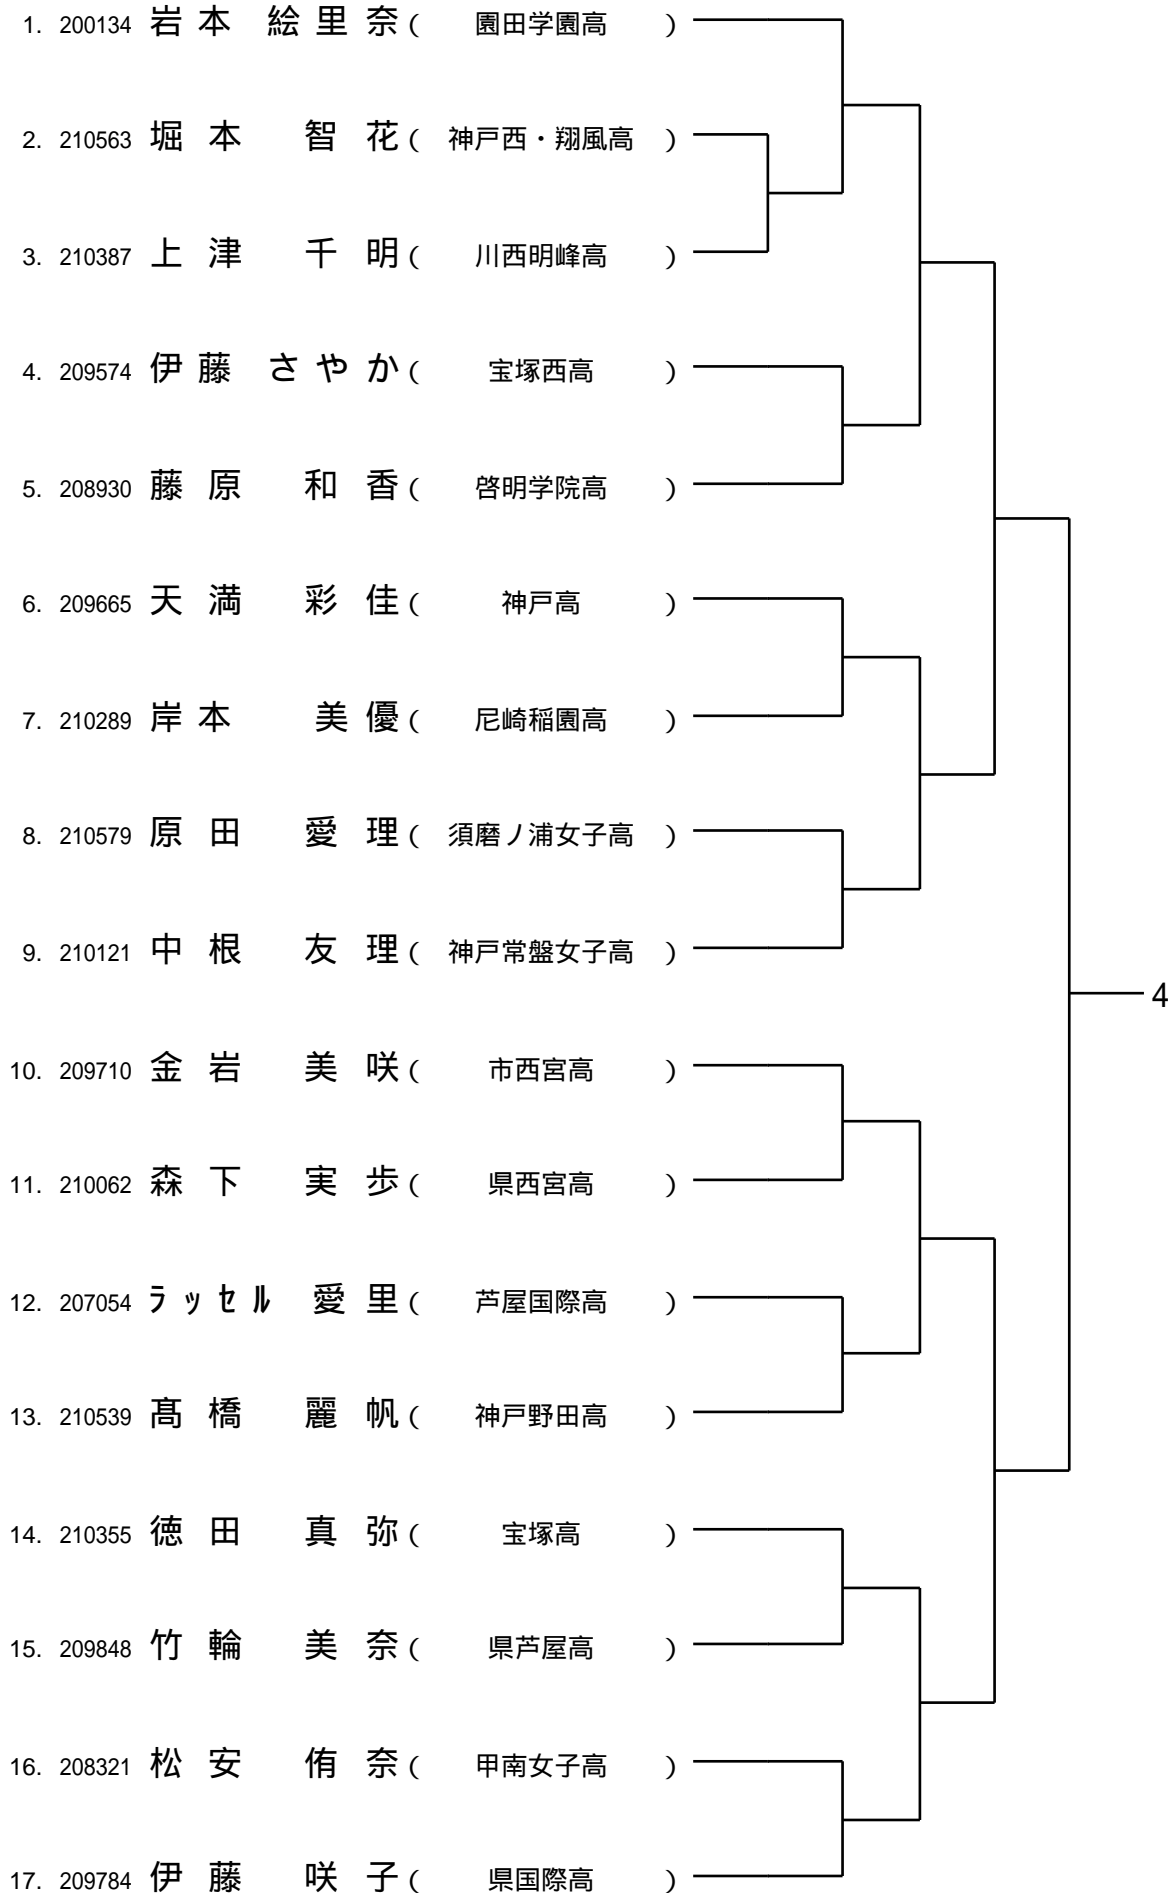 1. 200134 岩本 絵里奈 ( 園田学園高 )
2. 210563 堀本 智花 ( 神戸西・翔風高 )
3. 210387 上津 千明 ( 川西明峰高 )
4. 209574 伊藤 さやか ( 宝塚西高 )
5. 208930 藤原 和香 ( 啓明学院高 )
6. 209665 天満 彩佳 ( 神戸高 )
7. 210289 岸本 美優 ( 尼崎稲園高 )
8. 210579 原田 愛理 ( 須磨ノ浦女子高 )
9. 210121 中根 友理 ( 神戸常盤女子高 )
4
10. 209710 金岩 美咲 ( 市西宮高 )
11. 210062 森下 実歩 ( 県西宮高 )
12. 207054 ﾗｯｾﾙ 愛里 ( 芦屋国際高 )
13. 210539 髙橋 麗帆 ( 神戸野田高 )
14. 210355 徳田 真弥 ( 宝塚高 )
15. 209848 竹輪 美奈 ( 県芦屋高 )
16. 208321 松安 侑奈 ( 甲南女子高 )
17. 209784 伊藤 咲子 ( 県国際高 )